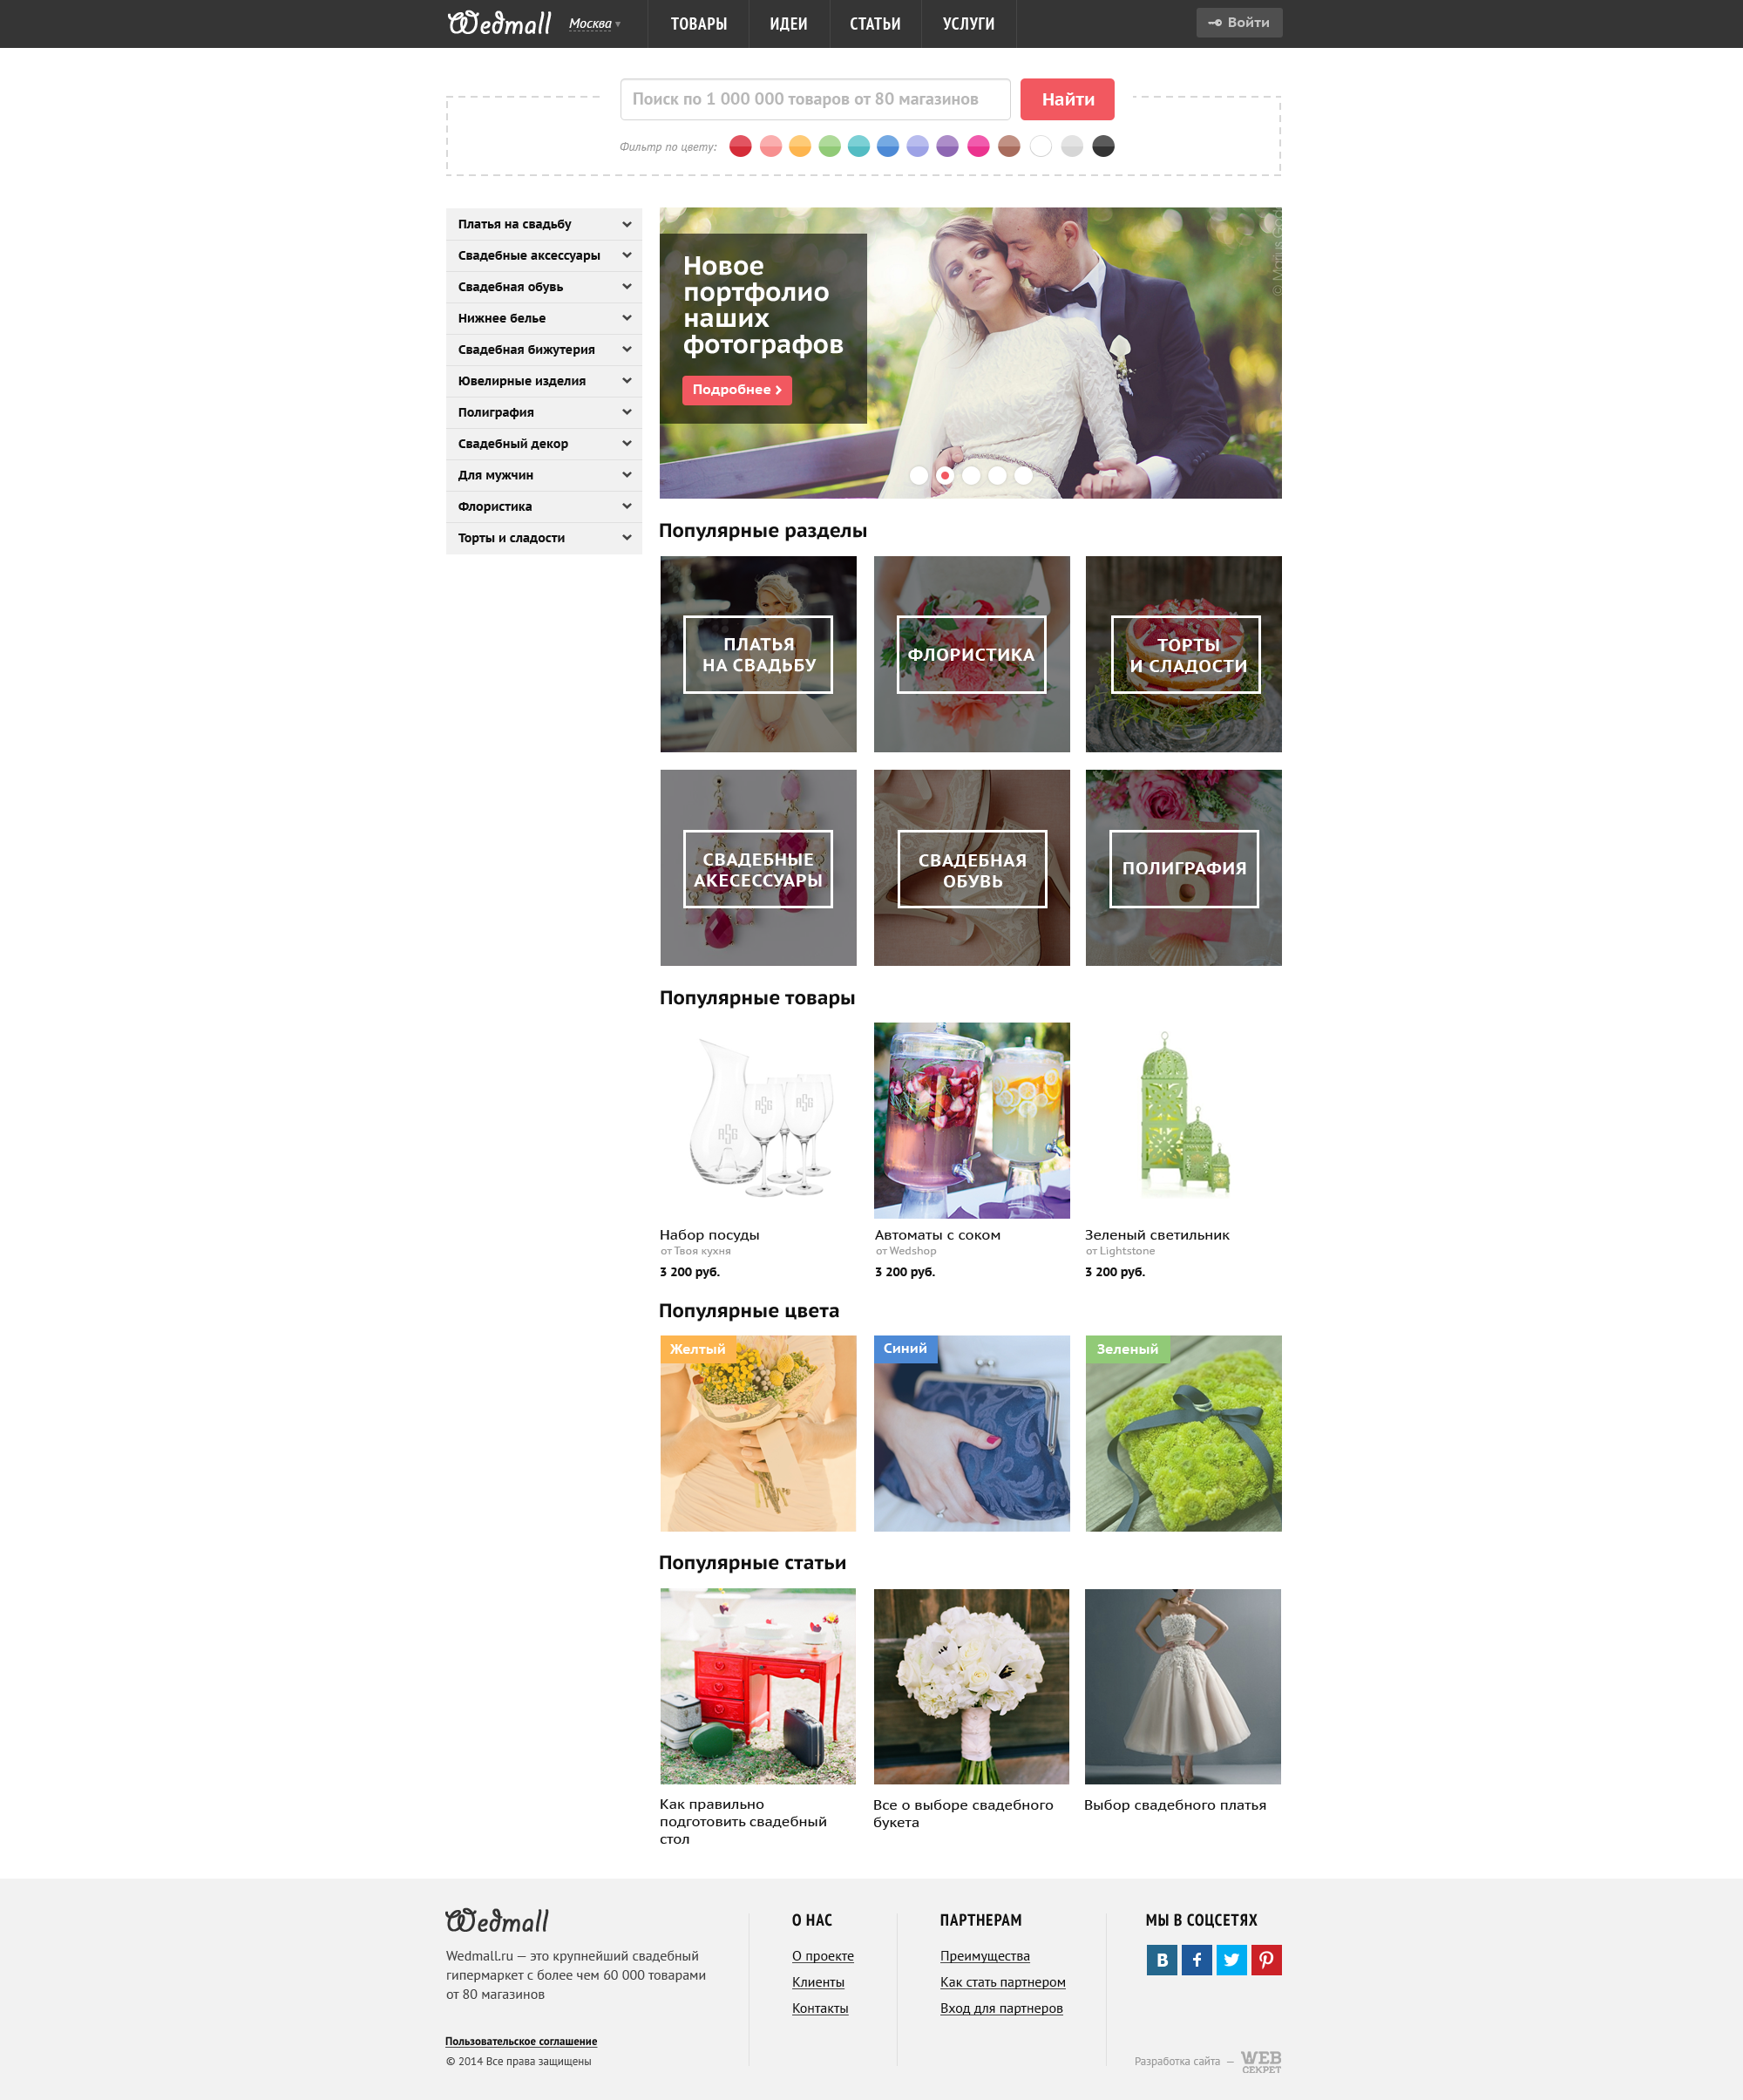 Wedmall
Москва
ТОВАРЫ
ИДЕИ
СТАТЬИ
УСЛУГИ
Войти
Поиск по 1 000 000 товаров от 80 магазинов
Найти
Фильтр по цвету:
Платья на свадьбу
Свадебные аксессуары
Свадебная обувь
Нижнее белье
Свадебная бижутерия
Ювелирные изделия
Полиграфия
Свадебный декор
Для мужчин
Флористика
Торты и сладости
Новое
портфолио
наших
фотографов
Подробнее
Популярные разделы
ПЛАТЬЯ
НА СВАДЬБУ
ФЛОРИСТИКА
ТОРТЫ
И СЛАДОСТИ
СВАДЕБНЫЕ
АКЕСЕССУАРЫ
СВАДЕБНАЯ
ОБУВЬ
ПОЛИГРАФИЯ
6
Популярные товары
Набор посуды
от Твоя кухня
3 200 руб.
Автоматы с соком
от Wedshop
3 200 руб.
Зеленый светильник
от Lightstone
3 200 руб.
Популярные цвета
Желтый
Синий
Зеленый
Популярные статьи
Как правильно
подготовить свадебный
стол
Все о выборе свадебного
букета
Выбор свадебного платья
Wedmall
Wedmall.ru — это крупнейший свадебный
гипермаркет с более чем 60 000 товарами
от 80 магазинов
Пользовательское соглашение
© 2014 Все права защищены
О НАС
О проекте
Клиенты
Контакты
ПАРТНЕРАМ
Преимущества
Как стать партнером
Вход для партнеров
МЫ В СОЦСЕТЯХ
Разработка сайта —
WEB
СЕКРЕТ